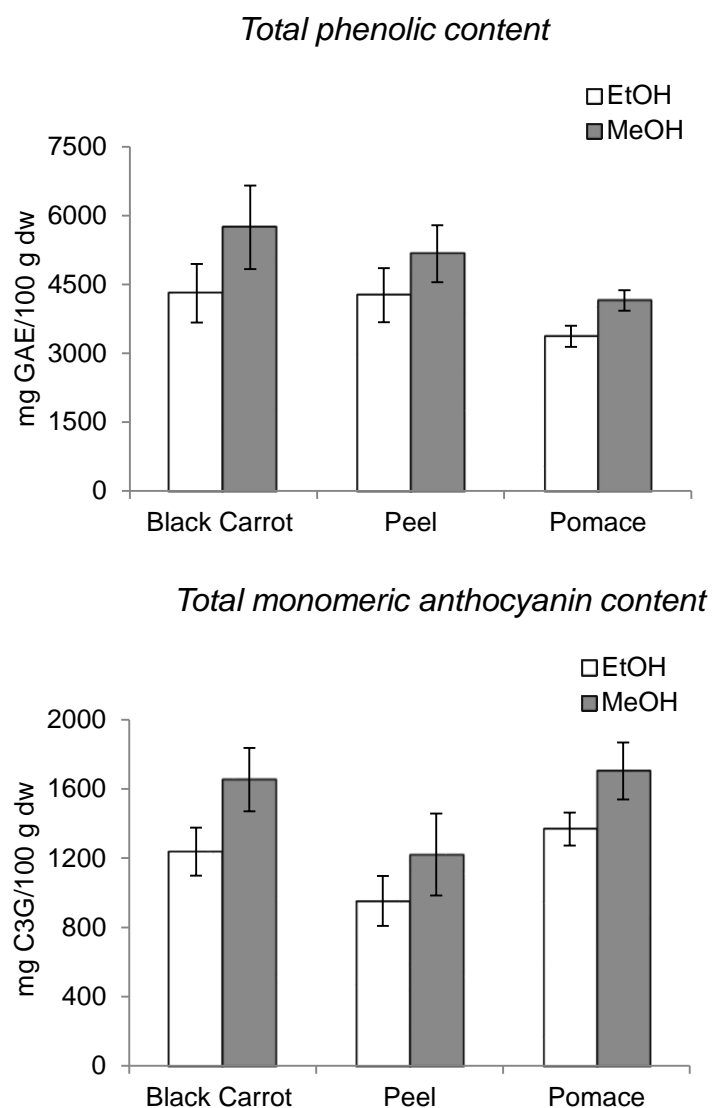 Total phenolic content
EtOH
MeOH
7500
6000
4500
3000
1500
0
mg GAE/100 g dw
Black Carrot Peel Pomace
Total monomeric anthocyanin content
EtOH
MeOH
2000
1600
1200
800
400
0
mg C3G/100 g dw
Black Carrot Peel Pomace